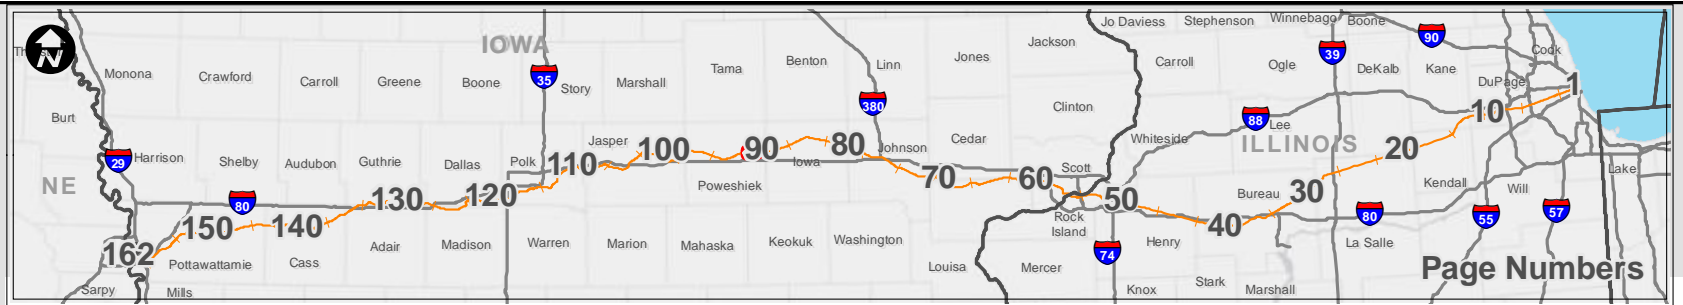 Jo Daviess Stephenson Winnebago Boone
N
IOWA
Jackson
39
90
Cook
Monona Crawford Carroll Greene Boone
35
Story Marshall Tama Benton Linn Jones
Carroll Ogle DeKalb Kane DuPage
1
380
Clinton
10
Burt
88
Lee
Jasper
100
90
80
Cedar
Whiteside
ILLINOIS
20
29
Harrison Shelby Audubon Guthrie Dallas Polk
110
Iowa
Johnson
70
60
Scott
Lake
NE
80
130
120
Poweshiek
50
Bureau
30
Kendall Will
162
150
140
Adair Madison Warren Marion Mahaska Keokuk Washington
Rock
Island
74
Henry
40
80
La Salle
55
57
Pottawattamie Cass
Louisa Mercer
Stark
Page Numbers
Sarpy Mills
Knox Marshall